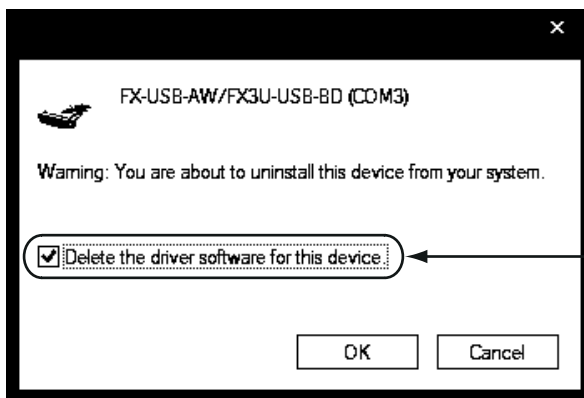 FX-USB-AW/FX3U-USB-BD (COM3)
Warning: You are about to uninstall this device from your system.
Delete the driver software for this device.
OK
Cancel